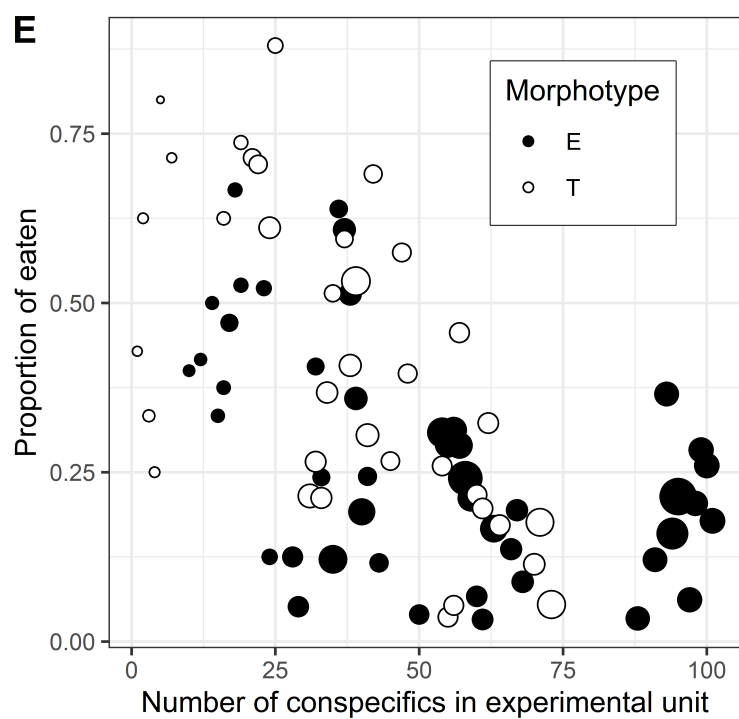 E
Morphotype
E
T
0.75
0.50
0.25
0.00
Proportion of eaten
0 25 50 75 100
Number of conspecifics in experimental unit